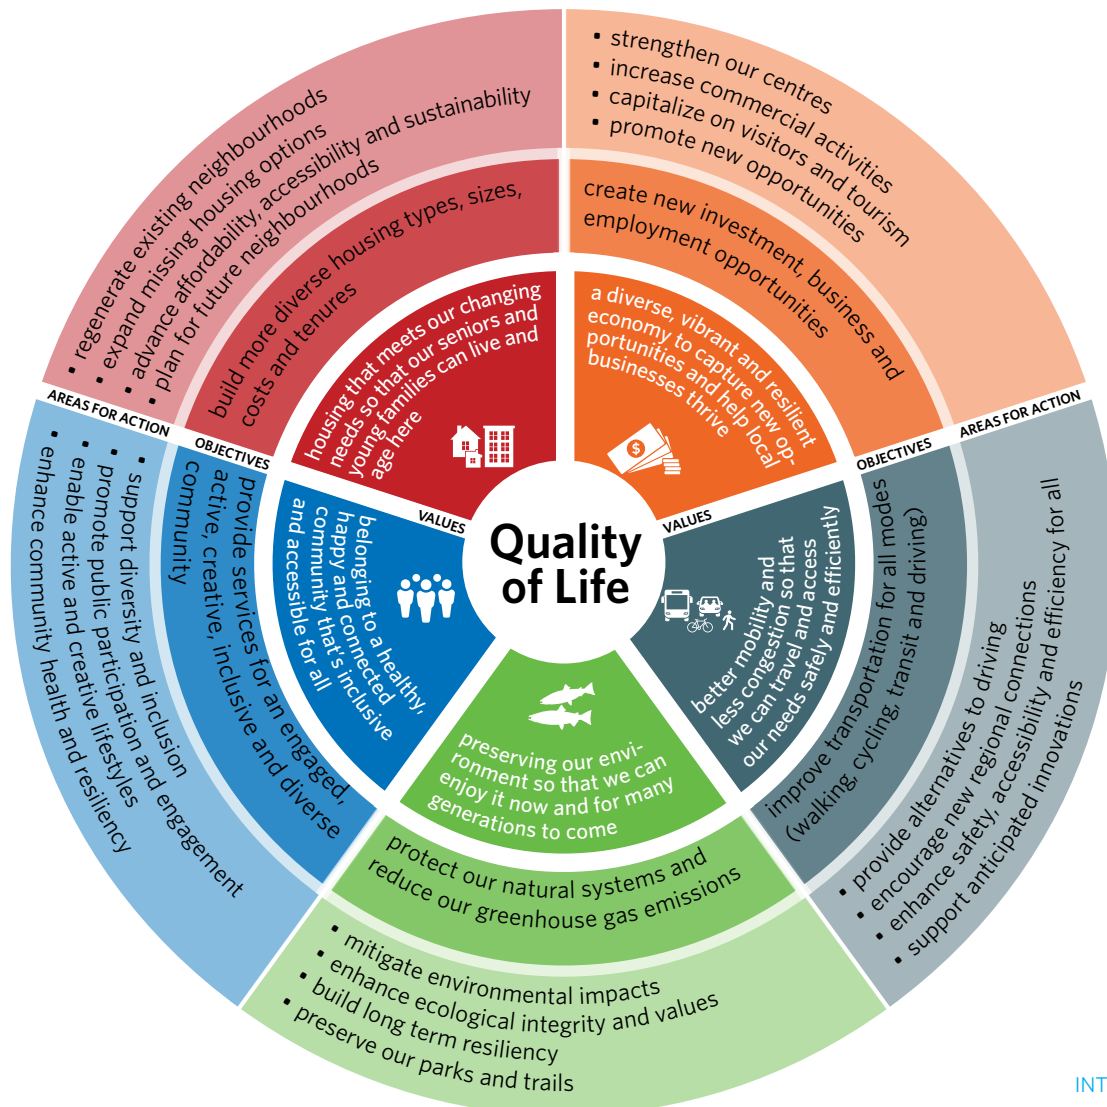 Quality
of Life
VALUES
VALUES
OBJECTIVES
OBJECTIVES
AREAS FOR ACTION
AREAS FOR ACTION
housing that meets our changing
needs so that our seniors and
young families can live and
age here
build more diverse housing types, sizes,
costs and tenures
▪ regenerate existing neighbourhoods
▪ expand missing housing options
▪ advance affordability, accessibility and sustainability
▪ plan for future neighbourhoods
a diverse, vibrant and resilient
economy to capture new op-
portunities and help local
businesses thrive
create new investment, business and
employment opportunities
▪ strengthen our centres
▪ increase commercial activities
▪ capitalize on visitors and tourism
▪ promote new opportunities
better mobility and
less congestion so that
we can travel and access
our needs safely and efficiently
improve transportation for all modes
(walking, cycling, transit and driving)
▪ provide alternatives to driving
▪ encourage new regional connections
▪ enhance safety, accessibility and efficiency for all
▪ support anticipated innovations
preserving our envi-
ronment so that we can
enjoy it now and for many
generations to come
protect our natural systems and
reduce our greenhouse gas emissions
▪ mitigate environmental impacts
▪ enhance ecological integrity and values
▪ build long term resiliency
▪ preserve our parks and trails
belonging to a healthy,
happy and connected
community that's inclusive
and accessible for all
provide services for an engaged,
active, creative, inclusive and diverse
community
▪ support diversity and inclusion
▪ promote public participation and engagement
▪ enable active and creative lifestyles
▪ enhance community health and resiliency
$
INT